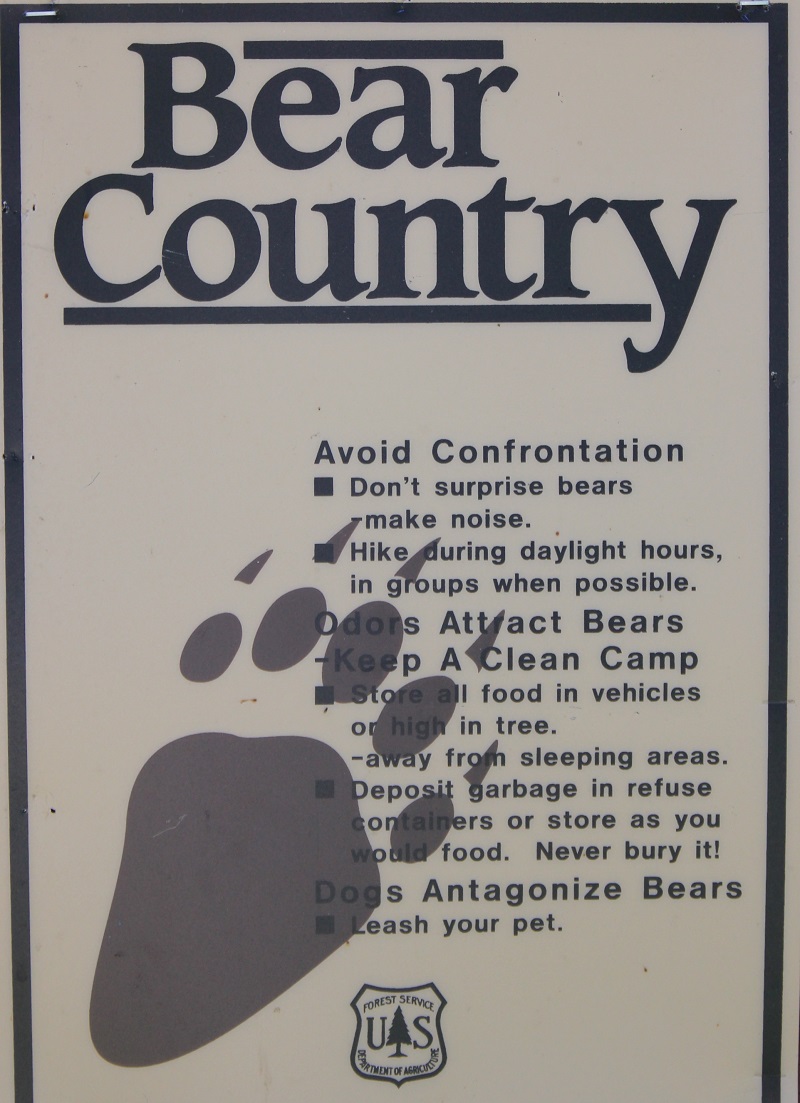 Bear
Country
Avoid Confrontation
■ Don't surprise bears
-make noise.
■ Hike during daylight hours,
in groups when possible.
Odors Attract Bears
-Keep A Clean Camp
■ Store all food in vehicles
or high in tree.
-away from sleeping areas.
■ Deposit garbage in refuse
containers or store as you
would food. Never bury it!
Dogs Antagonize Bears
■ Leash your pet.
FOREST SERVICE
U S
DEPARTMENT OF AGRICULTURE